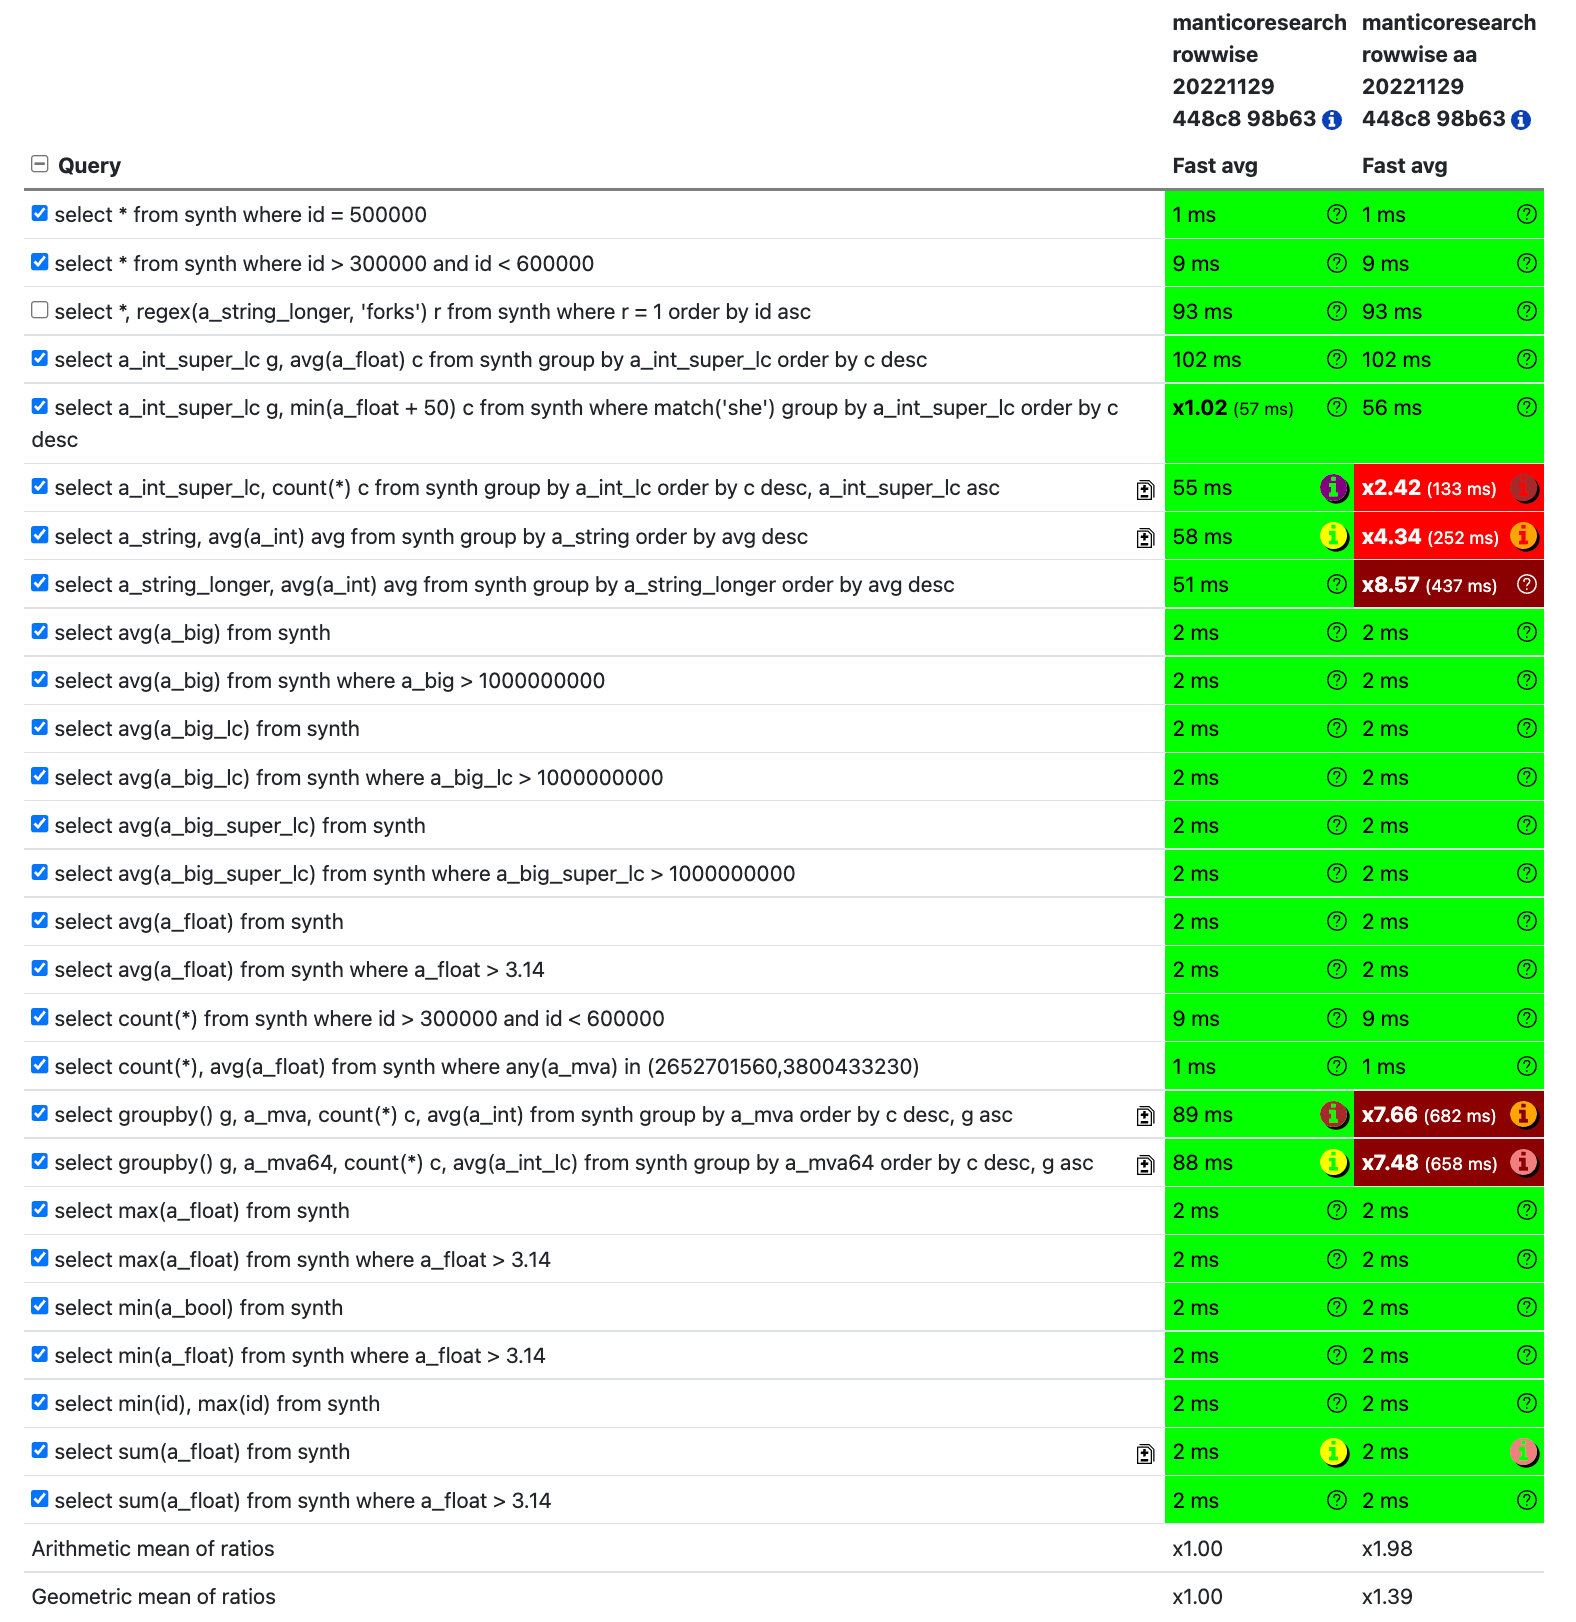 manticoresearch rowwise 20221129 448c8 98b63
manticoresearch rowwise aa 20221129 448c8 98b63
Query Fast avg Fast avg
select * from synth where id = 500000 1 ms 1 ms
select * from synth where id > 300000 and id < 600000 9 ms 9 ms
select *, regex(a_string_longer, 'forks') r from synth where r = 1 order by id asc 93 ms 93 ms
select a_int_super_lc g, avg(a_float) c from synth group by a_int_super_lc order by c desc 102 ms 102 ms
select a_int_super_lc g, min(a_float + 50) c from synth where match('she') group by a_int_super_lc order by c x1.02 (57 ms) 56 ms
desc
select a_int_super_lc, count(*) c from synth group by a_int_lc order by c desc, a_int_super_lc asc 55 ms x2.42 (133 ms)
select a_string, avg(a_int) avg from synth group by a_string order by avg desc 58 ms x4.34 (252 ms)
select a_string_longer, avg(a_int) avg from synth group by a_string_longer order by avg desc 51 ms x8.57 (437 ms)
select avg(a_big) from synth 2 ms 2 ms
select avg(a_big) from synth where a_big > 1000000000 2 ms 2 ms
select avg(a_big_lc) from synth 2 ms 2 ms
select avg(a_big_lc) from synth where a_big_lc > 1000000000 2 ms 2 ms
select avg(a_big_super_lc) from synth 2 ms 2 ms
select avg(a_big_super_lc) from synth where a_big_super_lc > 1000000000 2 ms 2 ms
select avg(a_float) from synth 2 ms 2 ms
select avg(a_float) from synth where a_float > 3.14 2 ms 2 ms
select count(*) from synth where id > 300000 and id < 600000 9 ms 9 ms
select count(*), avg(a_float) from synth where any(a_mva) in (2652701560,3800433230) 1 ms 1 ms
select groupby() g, a_mva, count(*) c, avg(a_int) from synth group by a_mva order by c desc, g asc 89 ms x7.66 (682 ms)
select groupby() g, a_mva64, count(*) c, avg(a_int_lc) from synth group by a_mva64 order by c desc, g asc 88 ms x7.48 (658 ms)
select max(a_float) from synth 2 ms 2 ms
select max(a_float) from synth where a_float > 3.14 2 ms 2 ms
select min(a_bool) from synth 2 ms 2 ms
select min(a_float) from synth where a_float > 3.14 2 ms 2 ms
select min(id), max(id) from synth 2 ms 2 ms
select sum(a_float) from synth 2 ms 2 ms
select sum(a_float) from synth where a_float > 3.14 2 ms 2 ms
Arithmetic mean of ratios x1.00 x1.98
Geometric mean of ratios x1.00 x1.39